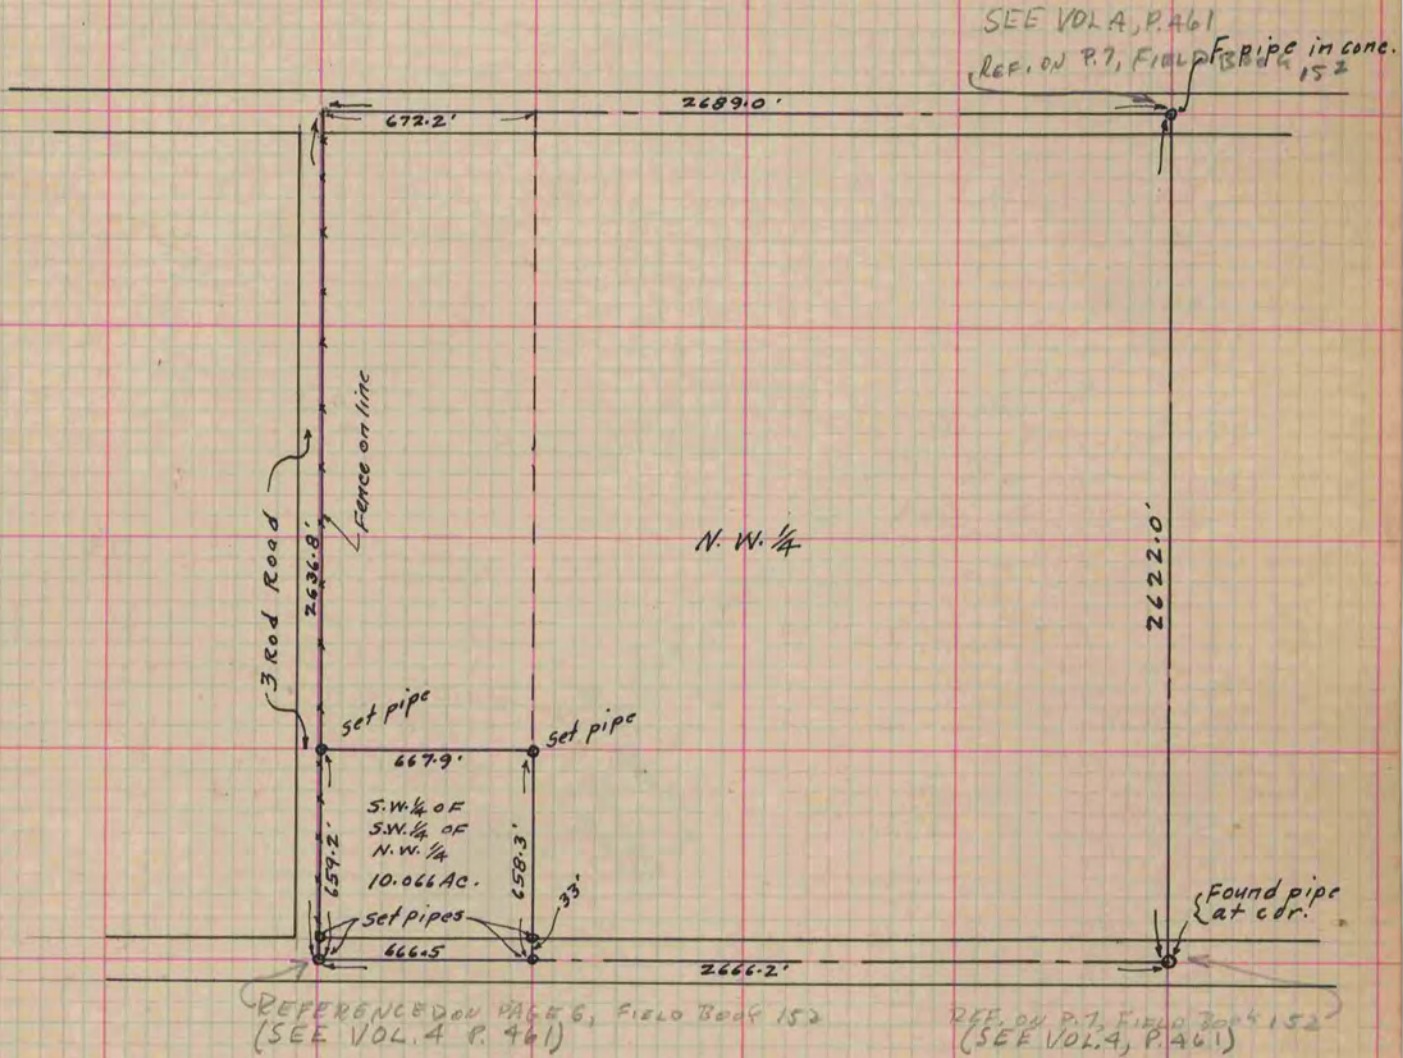 SEE VOL.A, P.461
REF. ON P.7, FIELD BOOK 152
F. pipe in conc.
2689.0'
672.2'
Fence on line
3 Rod Road
2636.8'
N. W. 1/4
2622.0'
set pipe
set pipe
667.9'
S.W. 1/4 OF
S.W. 1/4 OF
N.W. 1/4
10.066 AC.
659.2'
658.3'
33'
set pipes
666.5
2666.2'
Found pipe
at cor.
REFERENCED ON PAGE 6, FIELD BOOK 152
(SEE VOL.4 P. 461)
REF. ON P.7, FIELD BOOK 152
(SEE VOL.4, P.461)